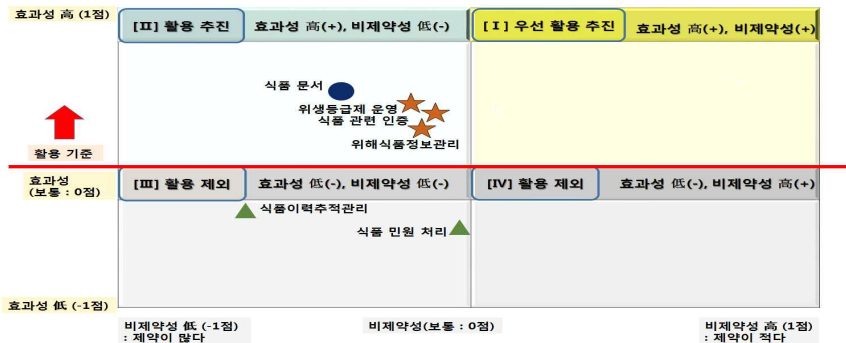 효과성 高 (1점)
[Ⅱ] 활용 추진
효과성 高(+), 비제약성 低(-)
[Ⅰ] 우선 활용 추진
효과성 高(+), 비제약성(+)
식품 문서
위생등급제 운영
식품 관련 인증
위해식품정보관리
활용 기준
효과성
(보통 : 0점)
[Ⅲ] 활용 제외
효과성 低(-), 비제약성 低(-)
[Ⅳ] 활용 제외
효과성 低(-), 비제약성 高(+)
식품이력추적관리
식품 민원 처리
효과성 低 (-1점)
비제약성 低 (-1점)
: 제약이 많다
비제약성(보통 : 0점)
비제약성 高 (1점)
: 제약이 적다